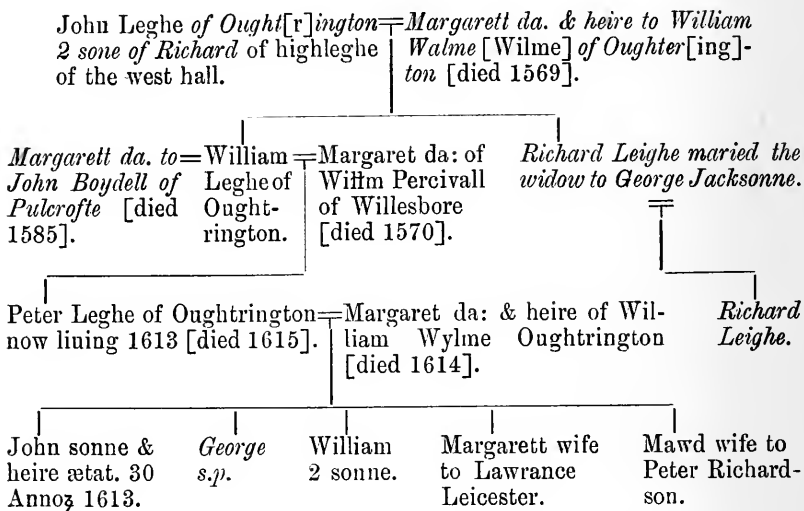 John Leghe of Ought[r]ington
2 sone of Richard of highleghe
of the west hall.
Margarett da. & heire to William
Walme [Wilme] of Oughter[ing]-
ton [died 1569].
Margarett da. to
John Boydell of
Pulcrofte [died
1585].
William
Leghe of
Ought-
rington.
Margaret da: of
Wiłłm Percivall
of Willesbore
[died 1570].
Richard Leighe maried the
widow to George Jacksonne.
Peter Leghe of Oughtrington
now liuing 1613 [died 1615].
Margaret da: & heire of Wil-
liam Wylme Oughtrington
[died 1614].
Richard
Leighe.
John sonne &
heire ætat. 30
Annoȝ 1613.
George
s.p.
William
2 sonne.
Margarett wife
to Lawrance
Leicester.
Mawd wife to
Peter Richard-
son.